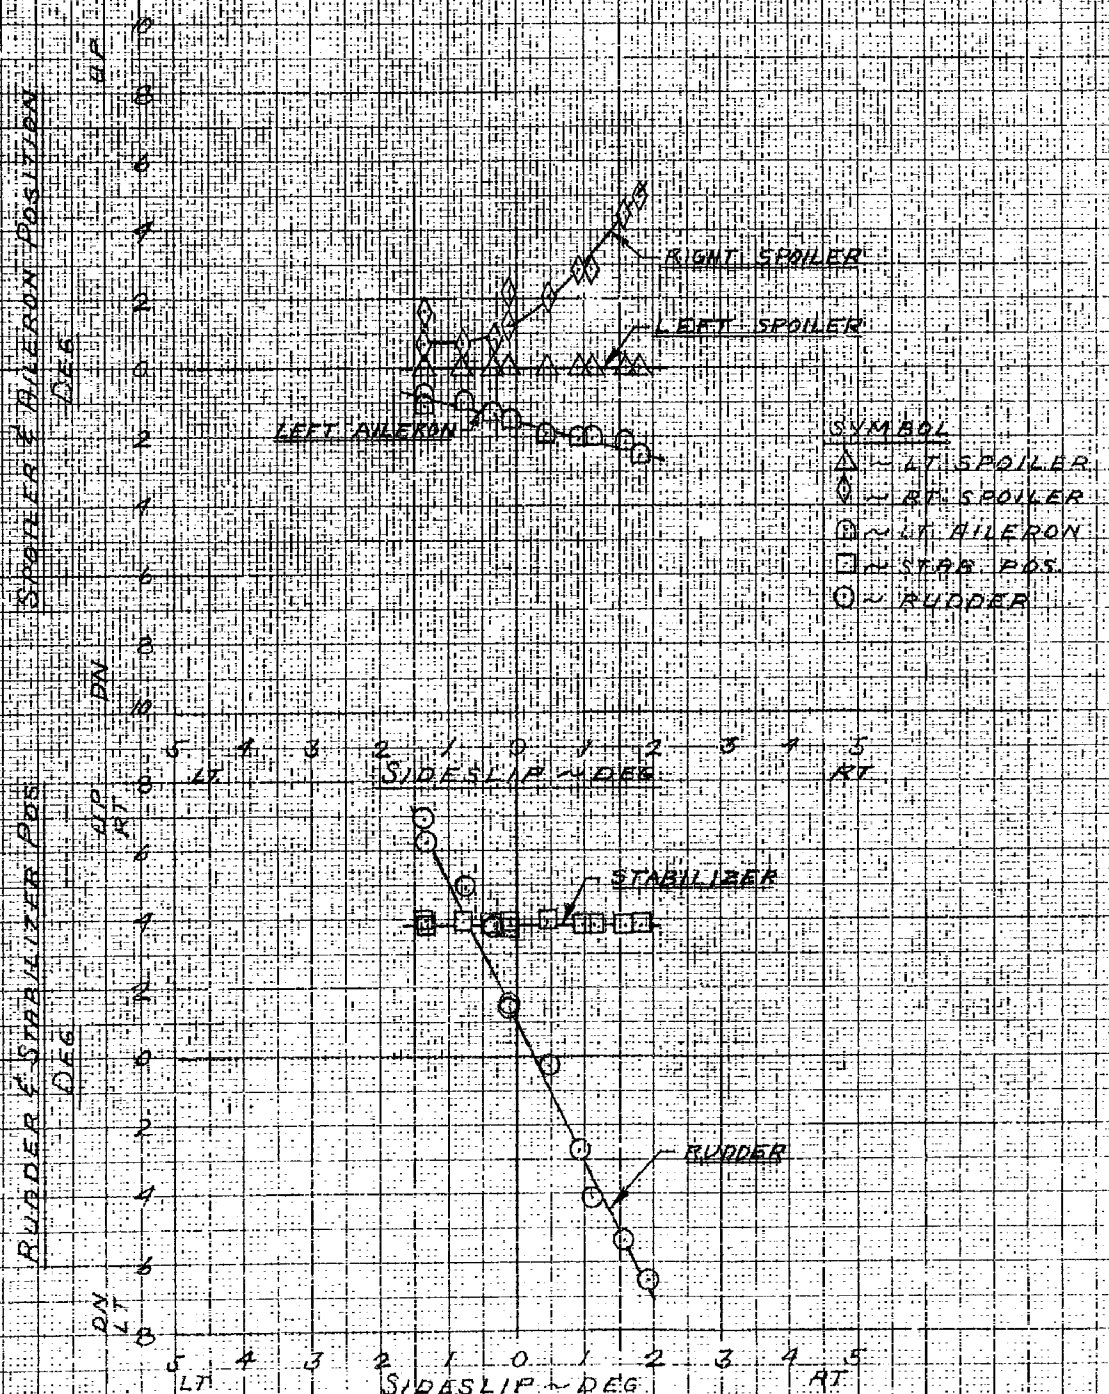 10
UP
8
6
4
2
0
2
4
6
8
DN
10
SPOILER & AILERON POSITION
DEG
RIGHT SPOILER
LEFT SPOILER
LEFT AILERON
SYMBOL
△ ~ LT SPOILER
◊ ~ RT. SPOILER
~ LT AILERON
□ ~ STAB. POS.
○ ~ RUDDER
5 4 3 2 1 0 1 2 3 4 5
LT. SIDESLIP ~ DEG RT
8
UP
RT
6
4
2
0
2
4
6
DN
LT
8
RUDDER & STABILIZER POS
DEG
STABILIZER
RUDDER
5 4 3 2 1 0 1 2 3 4 5
LT SIDESLIP ~ DEG RT